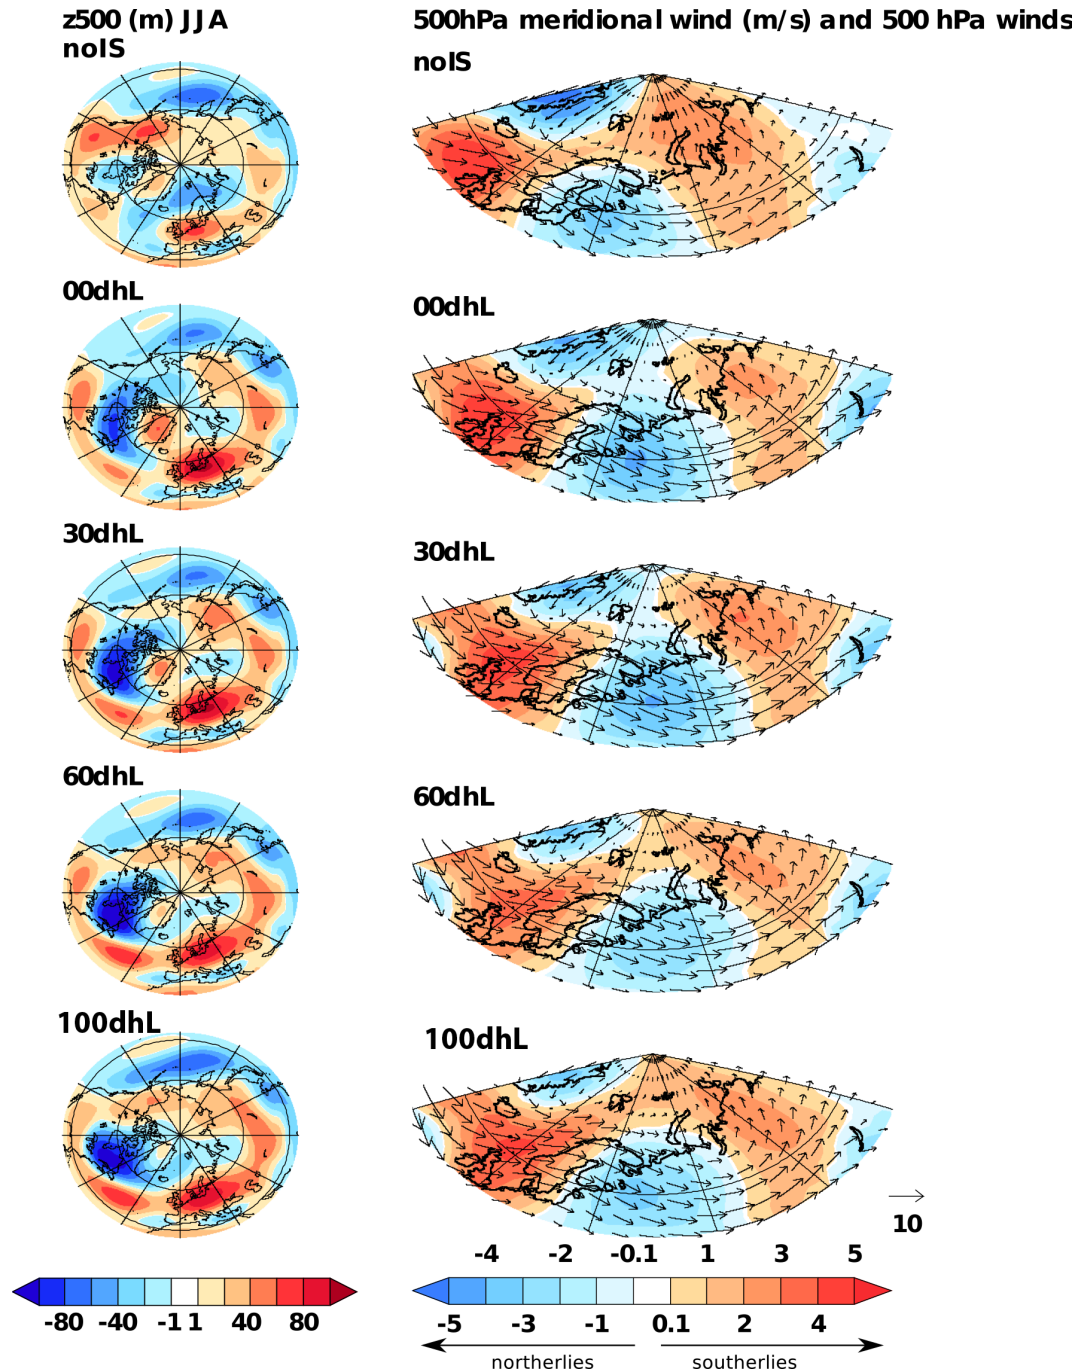 z500 (m) JJA
noIS
500hPa meridional wind (m/s) and 500 hPa winds
noIS
00dhL
00dhL
30dhL
30dhL
60dhL
60dhL
100dhL
100dhL
10
-80 -40 -1 1 40 80
-4 -2 -0.1 1 3 5
-5 -3 -1 0.1 2 4
northerlies southerlies